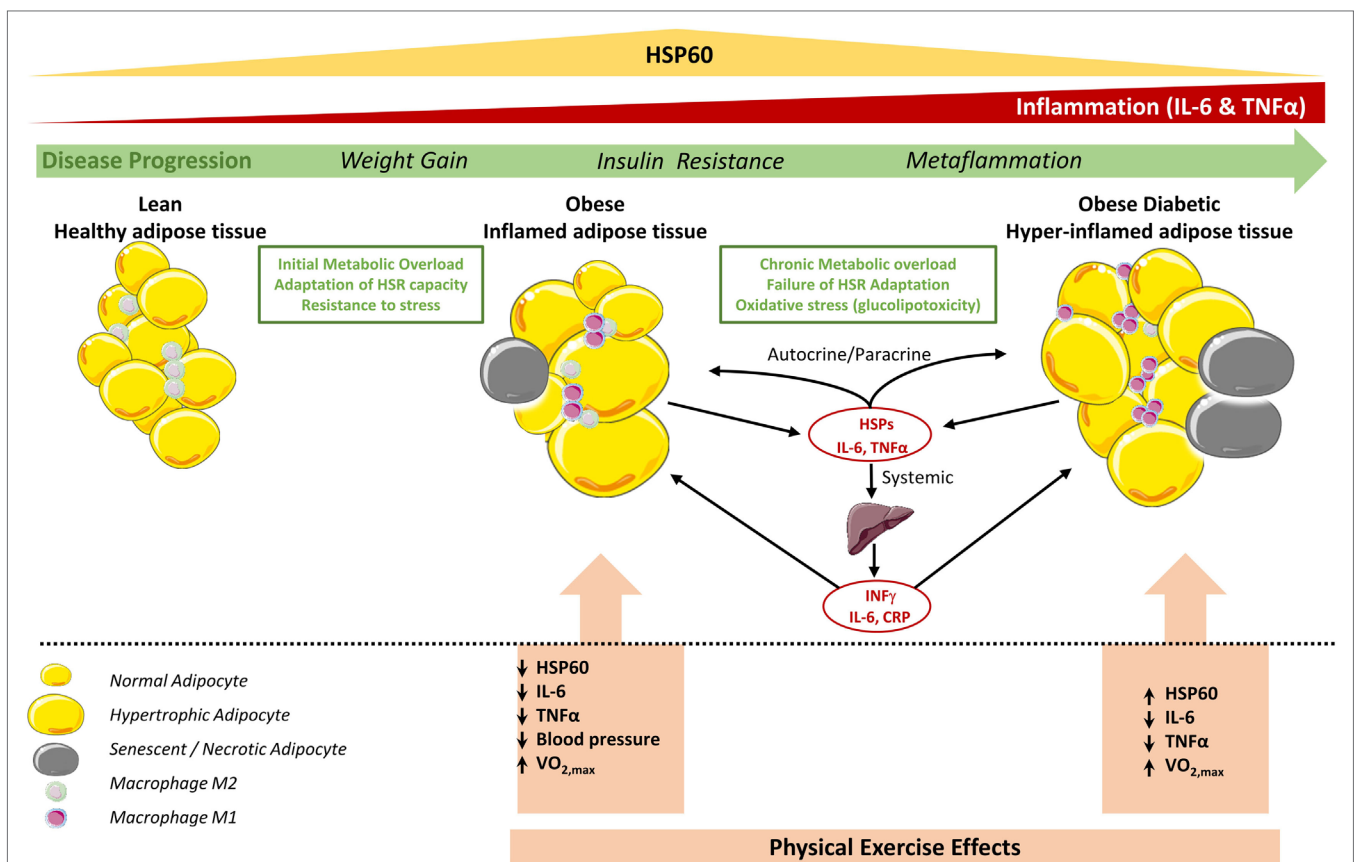 HSP60
Inflammation (IL-6 & TNFα)
Disease Progression Weight Gain Insulin Resistance Metaflammation
Lean
Healthy adipose tissue
Obese
Inflamed adipose tissue
Obese Diabetic
Hyper-inflamed adipose tissue
Initial Metabolic Overload
Adaptation of HSR capacity
Resistance to stress
Chronic Metabolic overload
Failure of HSR Adaptation
Oxidative stress (glucolipotoxicity)
Autocrine/Paracrine
HSPs
IL-6, TNFα
Systemic
INFγ
IL-6, CRP
Normal Adipocyte
Hypertrophic Adipocyte
Senescent / Necrotic Adipocyte
Macrophage M2
Macrophage M1
↓ HSP60
↓ IL-6
↓ TNFα
↓ Blood pressure
↑ VO2,max
↑ HSP60
↓ IL-6
↓ TNFα
↑ VO2,max
Physical Exercise Effects